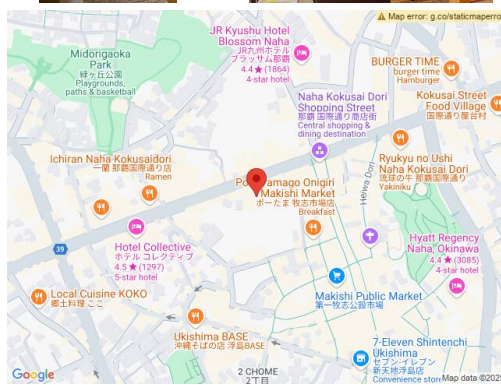 Map error: g.co/staticmaperro
JR Kyushu Hotel
Blossom Naha
JR九州ホテル
ブラッサム那覇
4.4★(1864)
4-star hotel
Midorigaoka
Park
緑ヶ丘公園
Playgrounds,
paths & basketball
BURGER TIME
burger time
Hamburger
Naha Kokusai Dori
Shopping Street
那覇 国際通り商店街
Central shopping &
dining destination
Kokusai Street
Food Village
国際通り屋台村
Ichiran Naha Kokusaidori
一蘭 那覇国際通り店
Ramen
Ryukyu no Ushi
Naha Kokusai Dori
琉球の牛 那覇国際通り
Yakiniku
Po
amago Onigiri
Makishi Market
ポーたま 牧志市場店
Breakfast
Heiwa Dori
39
Hotel Collective
ホテル コレクティブ
4.5★(1297)
5-star hotel
Hyatt Regency
Naha, Okinawa
4.4★(3085)
4-star hotel
Local Cuisine KOKO
郷土料理 ここ
Makishi Public Market
第一牧志公設市場
Ukishima BASE
沖縄そばの店 浮島BASE
7-Eleven Shintenchi
Ukishima
セブン-イレブン
新天地浮島店
Convenience store
2 CHOME
2丁目
Google
Map data ©2025